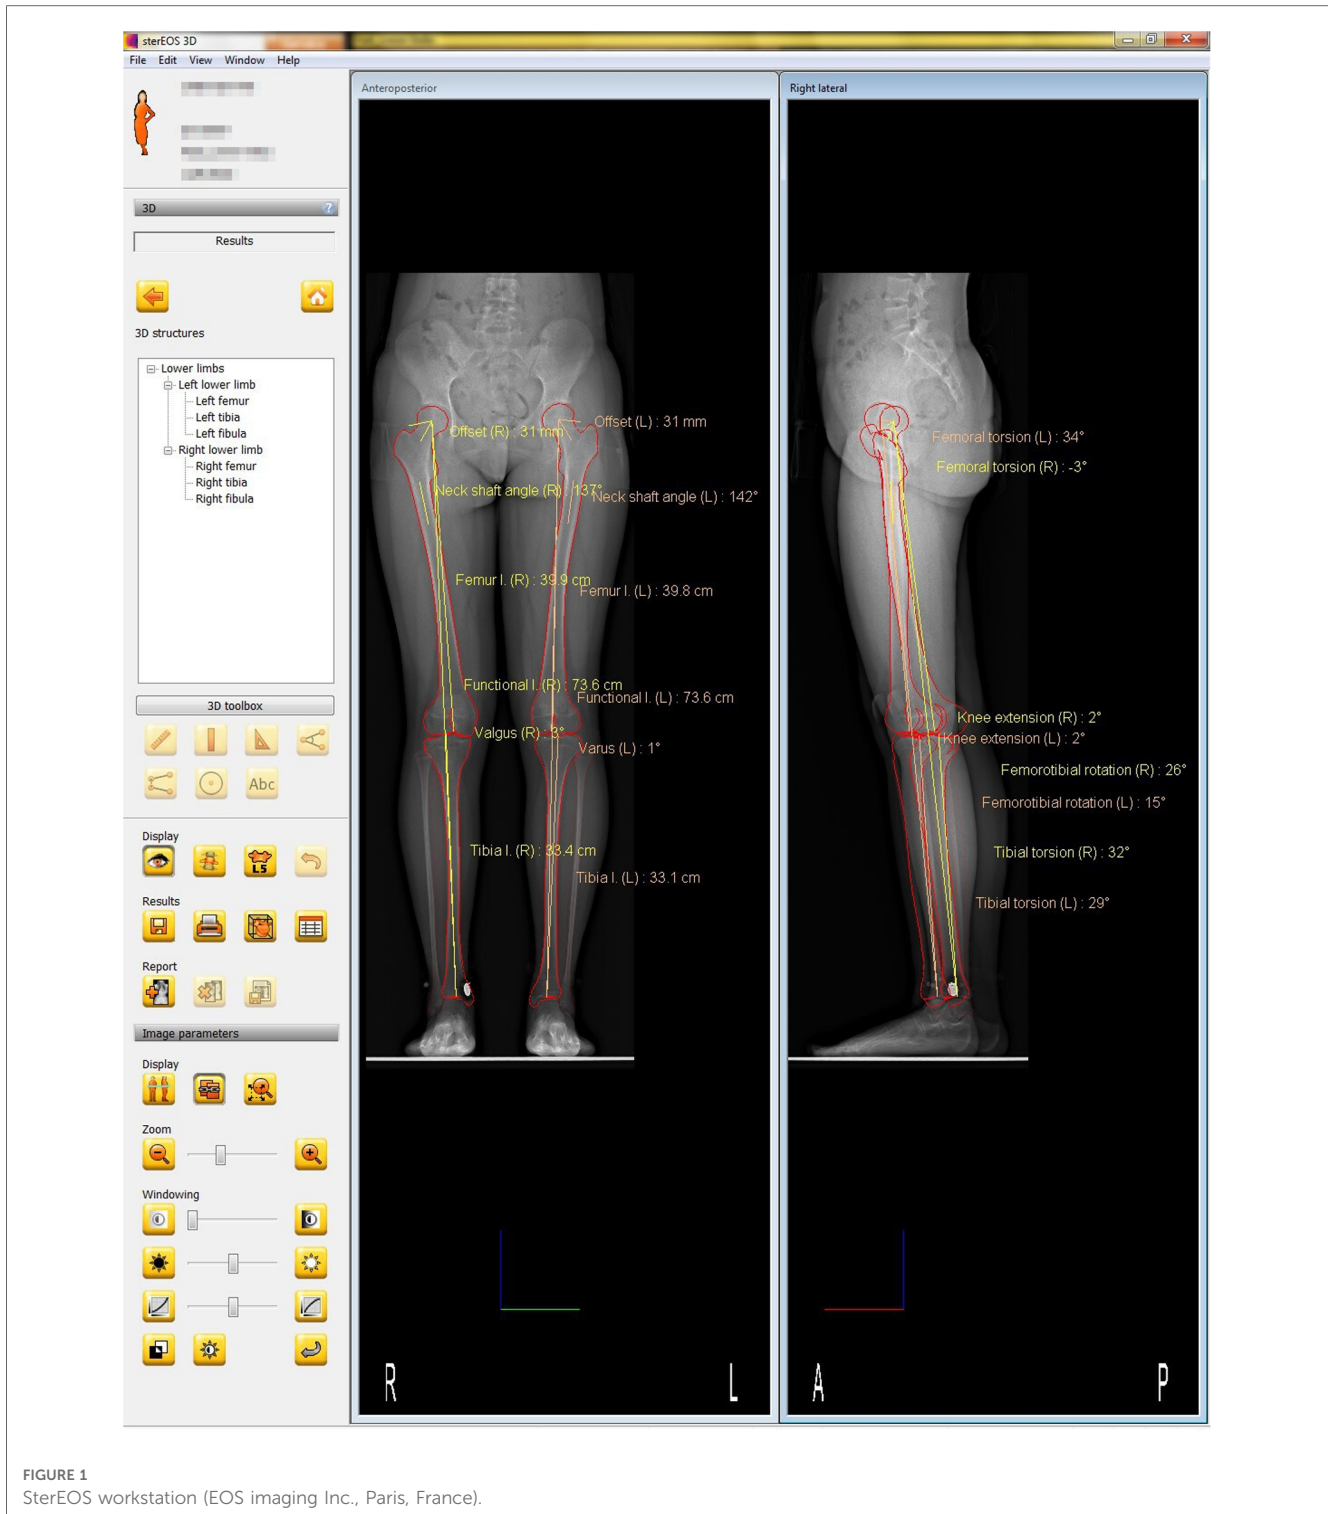 sterEOS 3D
File Edit View Window Help
3D
Results
3D structures
Lower limbs
Left lower limb
Left femur
Left tibia
Left fibula
Right lower limb
Right femur
Right tibia
Right fibula
3D toolbox
Abc
Display
L5
Results
Report
Image parameters
Display
Zoom
Windowing
Anteroposterior
Offset (L) : 31 mm
Offset (R) : 31 mm
Neck shaft angle (R) : 137°
Neck shaft angle (L) : 142°
Femur l. (R) : 39.9 cm
Femur l. (L) : 39.8 cm
Functional l. (R) : 73.6 cm
Functional l. (L) : 73.6 cm
Valgus (R) : 3°
Varus (L) : 1°
Tibia l. (R) : 33.4 cm
Tibia l. (L) : 33.1 cm
R L
Right lateral
Femoral torsion (L) : 34°
Femoral torsion (R) : -3°
Knee extension (R) : 2°
Knee extension (L) : 2°
Femorotibial rotation (R) : 26°
Femorotibial rotation (L) : 15°
Tibial torsion (R) : 32°
Tibial torsion (L) : 29°
A P
FIGURE 1
SterEOS workstation (EOS imaging Inc., Paris, France).